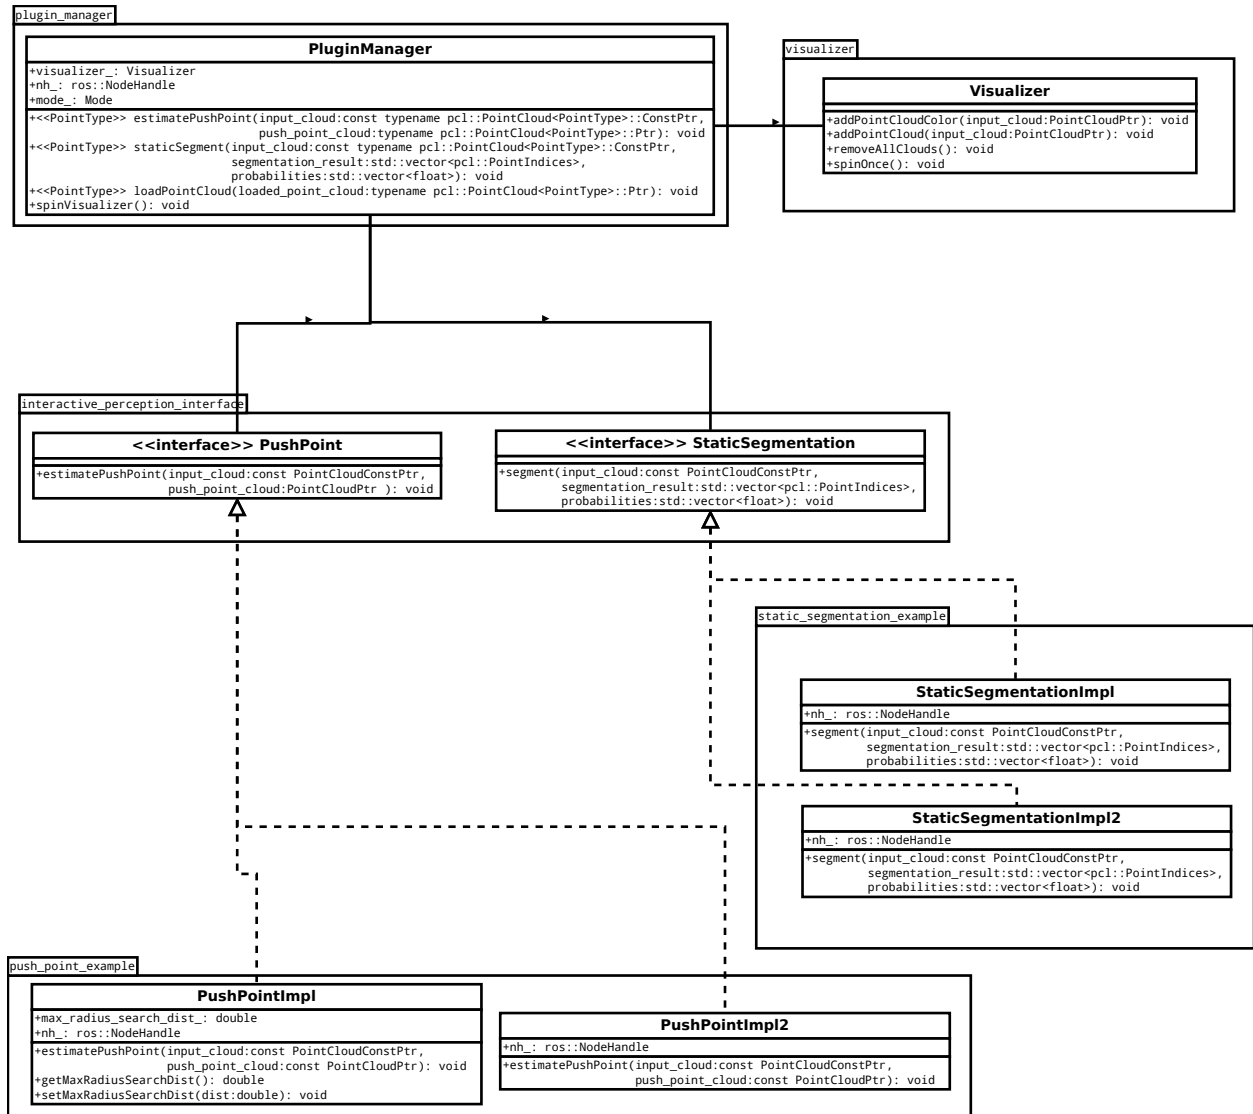 plugin_manager
PluginManager
+visualizer_: Visualizer
+nh_: ros::NodeHandle
+mode_: Mode
+<<PointType>> estimatePushPoint(input_cloud:const typename pcl::PointCloud<PointType>::ConstPtr,
push_point_cloud:typename pcl::PointCloud<PointType>::Ptr): void
+<<PointType>> staticSegment(input_cloud:const typename pcl::PointCloud<PointType>::ConstPtr,
segmentation_result:std::vector<pcl::PointIndices>,
probabilities:std::vector<float>): void
+<<PointType>> loadPointCloud(loaded_point_cloud:typename pcl::PointCloud<PointType>::Ptr): void
+spinVisualizer(): void
visualizer
Visualizer
+addPointCloudColor(input_cloud:PointCloudPtr): void
+addPointCloud(input_cloud:PointCloudPtr): void
+removeAllClouds(): void
+spinOnce(): void
interactive_perception_interface
<<interface>> PushPoint
+estimatePushPoint(input_cloud:const PointCloudConstPtr,
push_point_cloud:PointCloudPtr ): void
<<interface>> StaticSegmentation
+segment(input_cloud:const PointCloudConstPtr,
segmentation_result:std::vector<pcl::PointIndices>,
probabilities:std::vector<float>): void
static_segmentation_example
StaticSegmentationImpl
+nh_: ros::NodeHandle
+segment(input_cloud:const PointCloudConstPtr,
segmentation_result:std::vector<pcl::PointIndices>,
probabilities:std::vector<float>): void
StaticSegmentationImpl2
+nh_: ros::NodeHandle
+segment(input_cloud:const PointCloudConstPtr,
segmentation_result:std::vector<pcl::PointIndices>,
probabilities:std::vector<float>): void
push_point_example
PushPointImpl
+max_radius_search_dist_: double
+nh_: ros::NodeHandle
+estimatePushPoint(input_cloud:const PointCloudConstPtr,
push_point_cloud:const PointCloudPtr): void
+getMaxRadiusSearchDist(): double
+setMaxRadiusSearchDist(dist:double): void
PushPointImpl2
+nh_: ros::NodeHandle
+estimatePushPoint(input_cloud:const PointCloudConstPtr,
push_point_cloud:const PointCloudPtr): void